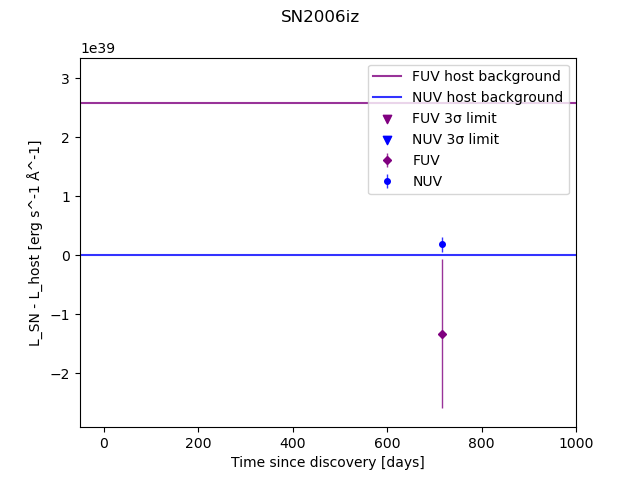 SN2006iz
1e39
FUV host background
NUV host background
FUV 3σ limit
NUV 3σ limit
FUV
NUV
L_SN - L_host [erg s^-1 Å^-1]
3
2
1
0
−1
−2
0 200 400 600 800 1000
Time since discovery [days]